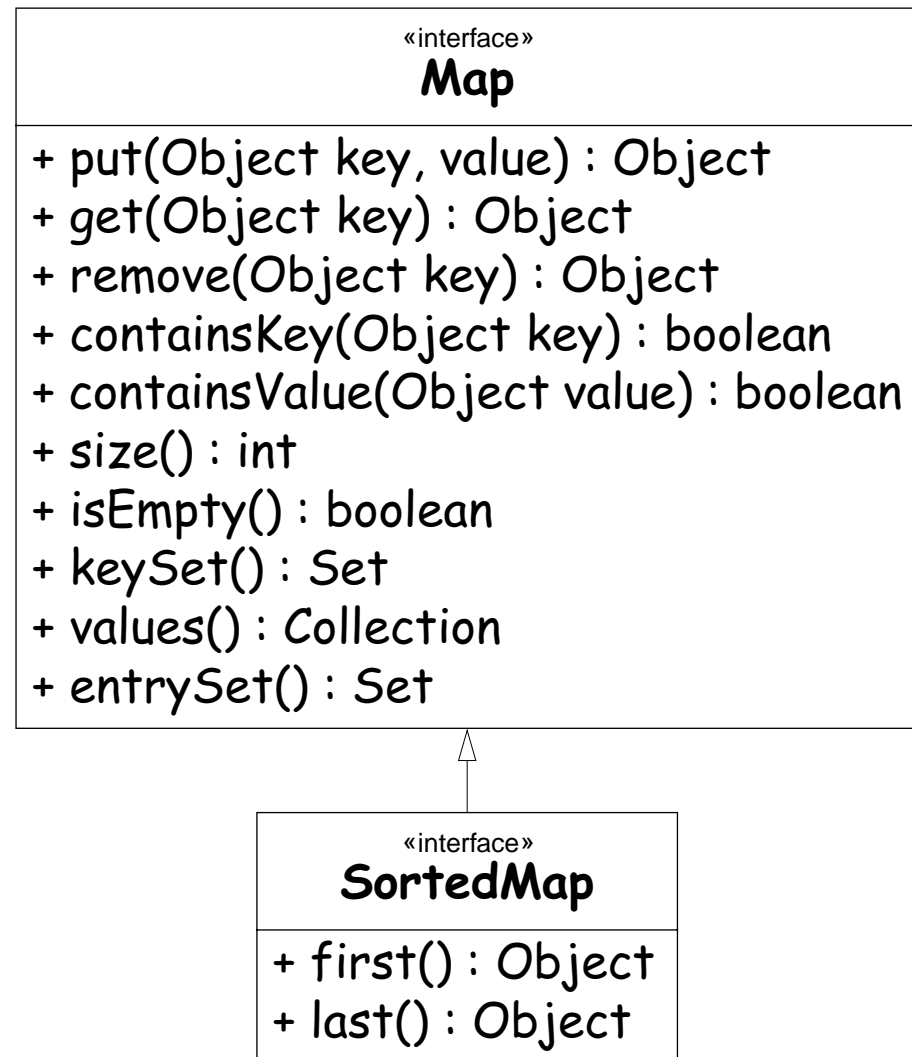 «interface»
Map
+ put(Object key, value) : Object
+ get(Object key) : Object
+ remove(Object key) : Object
+ containsKey(Object key) : boolean
+ containsValue(Object value) : boolean
+ size() : int
+ isEmpty() : boolean
+ keySet() : Set
+ values() : Collection
+ entrySet() : Set
«interface»
SortedMap
+ first() : Object
+ last() : Object